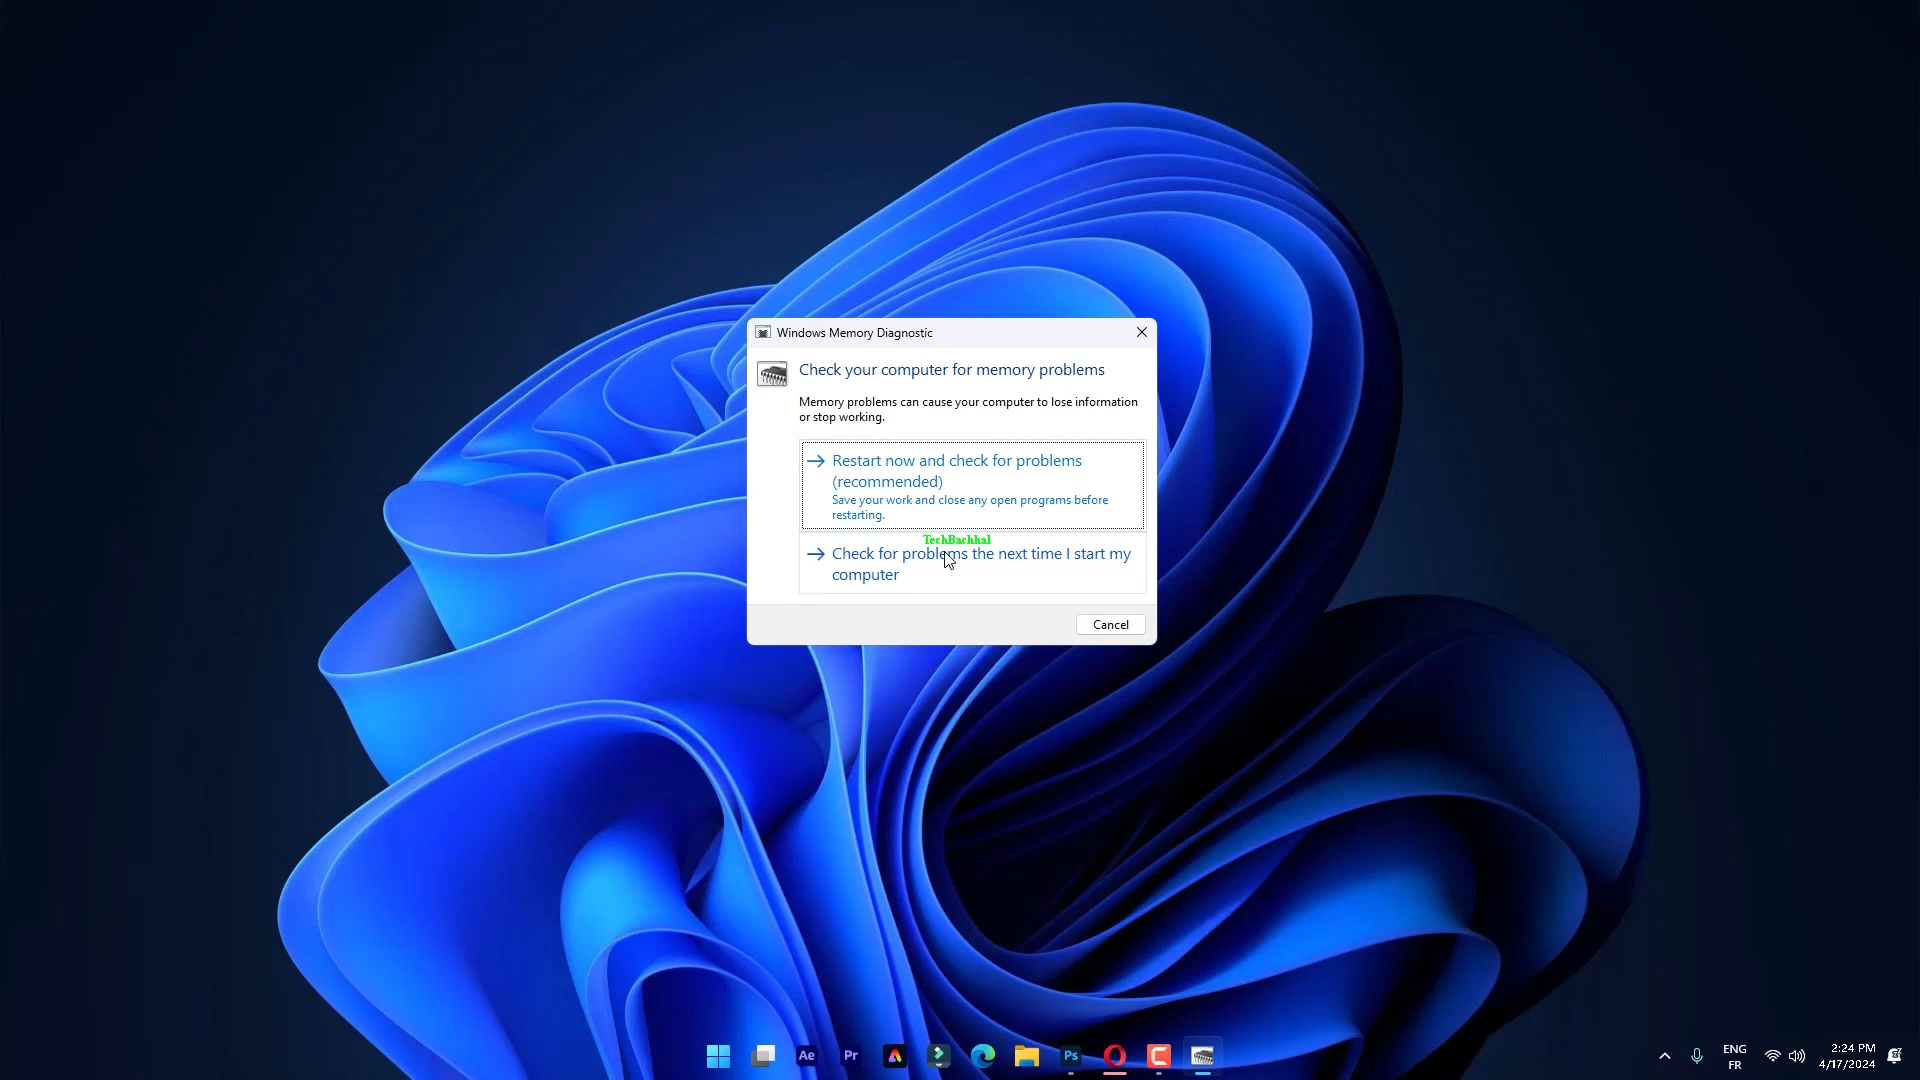 Windows Memory Diagnostic
Check your computer for memory problems
Memory problems can cause your computer to lose information
or stop working.
Restart now and check for problems
(recommended)
Save your work and close any open programs before
restarting.
TechBachhal
Check for problems the next time I start my
computer
Cancel
Ae
Pr
Ps
ENG
FR
2:24 PM
4/17/2024